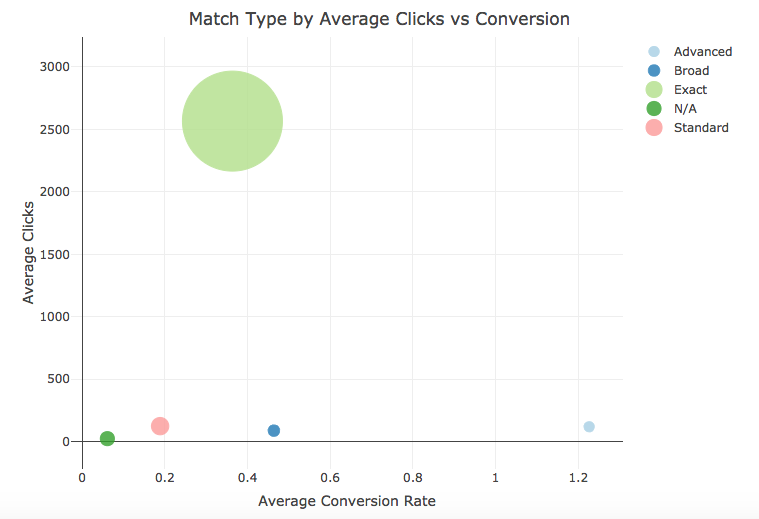 Match Type by Average Clicks vs Conversion
Advanced
Broad
Exact
N/A
Standard
3000
2500
2000
1500
1000
500
0
Average Clicks
0 0.2 0.4 0.6 0.8 1 1.2
Average Conversion Rate